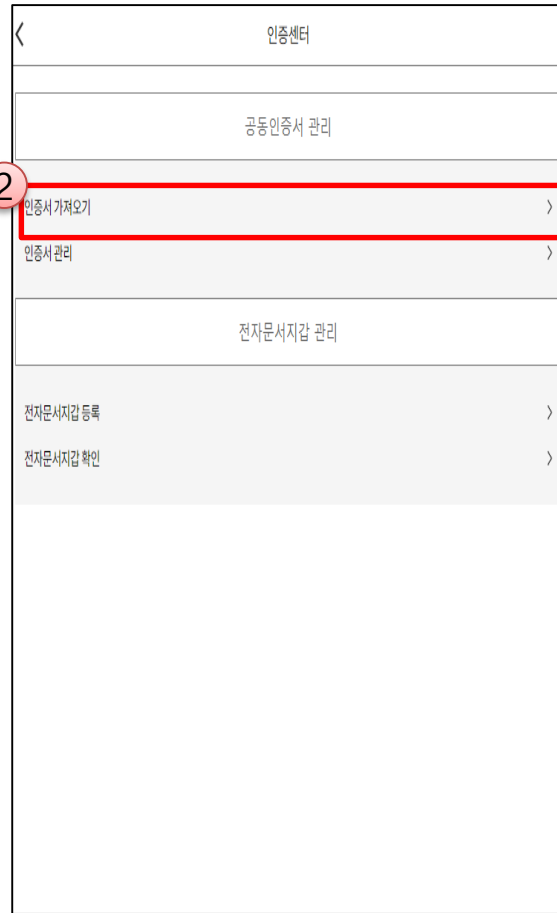 인증센터
공동인증서 관리
2
인증서 가져오기
인증서 관리
전자문서지갑 관리
전자문서지갑 등록
전자문서지갑 확인